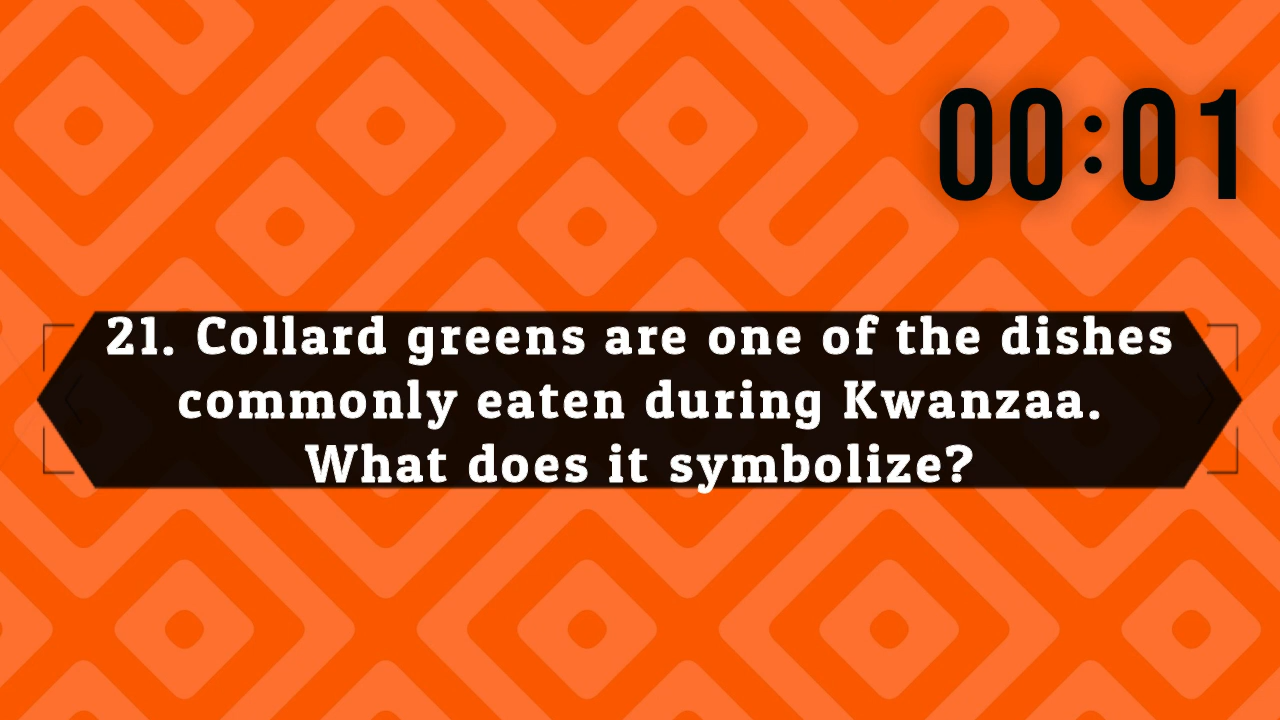 00:01
21. Collard greens are one of the dishes
commonly eaten during Kwanzaa.
What does it symbolize?